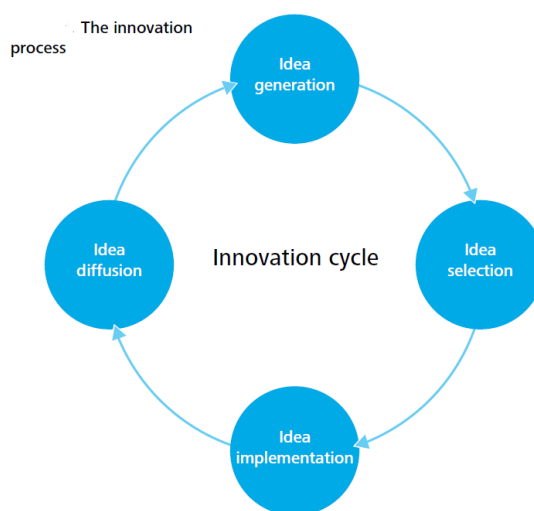 The innovation
process
Idea
generation
Idea
diffusion
Innovation cycle
Idea
selection
Idea
implementation